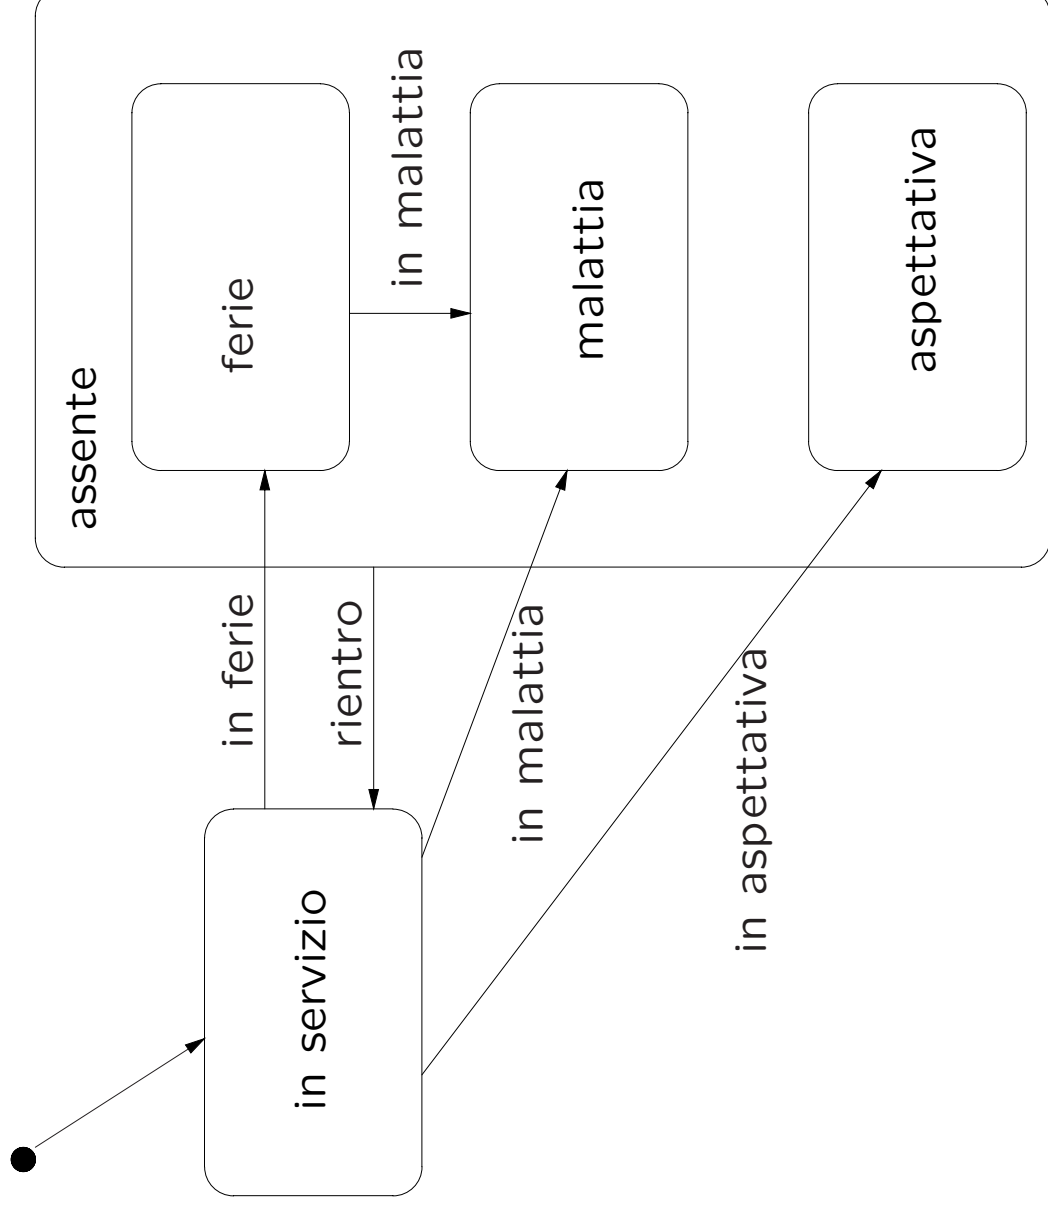 assente
ferie
in malattia
malattia
aspettativa
in ferie
rientro
in malattia
in aspettativa
in servizio